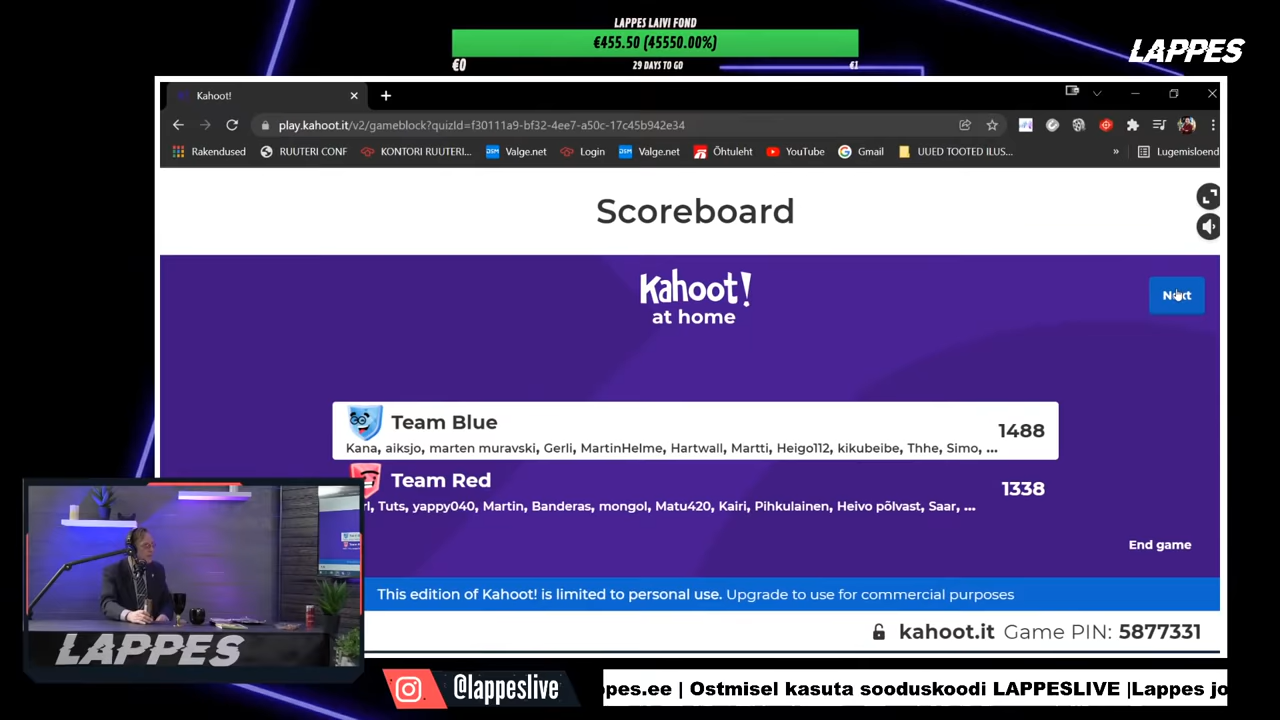 LAPPES LAIVI FOND
€455.50 (45550.00%)
€0
29 DAYS TO GO
€1
LAPPES
Kahoot!
play.kahoot.it/v2/gameblock?quizId=f30111a9-bf32-4ee7-a50c-17c45b942e34
Rakendused
RUUTERI CONF
KONTORI RUUTERI...
Valge.net
Login
Valge.net
Õhtuleht
YouTube
Gmail
UUED TOOTED ILUS...
»
Lugemisloend
Scoreboard
Kahoot!
at home
Next
Team Blue
1488
Kana, aiksjo, marten muravski, Gerli, MartinHelme, Hartwall, Martti, Heigo112, kikubeibe, Thhe, Simo, ...
Team Red
1338
Tuts, yappy040, Martin, Banderas, mongol, Matu420, Kairi, Pihkulainen, Heivo põlvast, Saar, ...
End game
This edition of Kahoot! is limited to personal use. Upgrade to use for commercial purposes
kahoot.it Game PIN: 5877331
LAPPES
@lappeslive
pes.ee | Ostmisel kasuta sooduskoodi LAPPESLIVE |Lappes jo